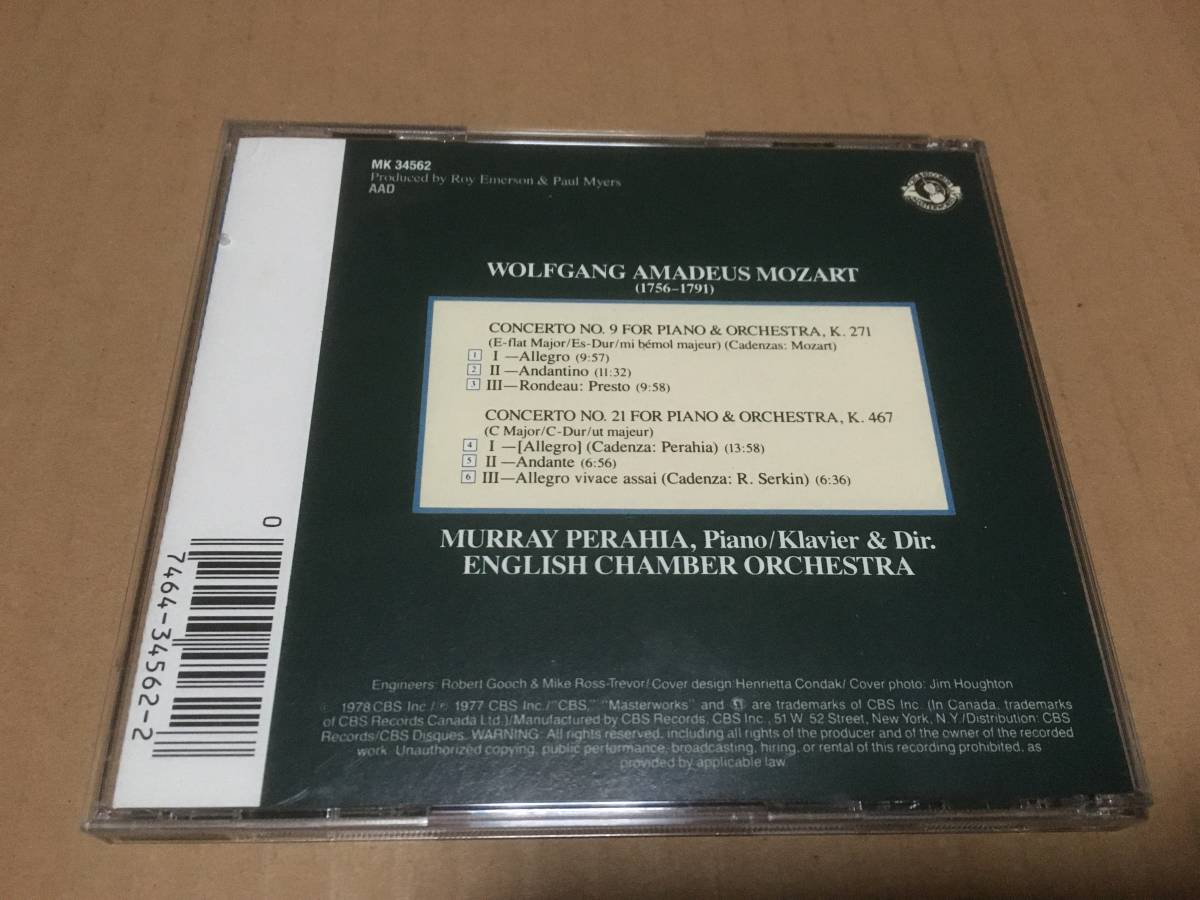 MK 34562
Produced by Roy Emerson & Paul Myers
AAD
WOLFGANG AMADEUS MOZART
(1756–1791)
CONCERTO NO. 9 FOR PIANO & ORCHESTRA, K. 271
(E-flat Major/Es-Dur/mi bémol majeur) (Cadenzas: Mozart)
1 I—Allegro (9:57)
2 II—Andantino (11:32)
3 III—Rondeau: Presto (9:58)
CONCERTO NO. 21 FOR PIANO & ORCHESTRA, K. 467
(C Major/C-Dur/ut majeur)
4 I—[Allegro] (Cadenza: Perahia) (13:58)
5 II—Andante (6:56)
6 III—Allegro vivace assai (Cadenza: R. Serkin) (6:36)
MURRAY PERAHIA, Piano/Klavier & Dir.
ENGLISH CHAMBER ORCHESTRA
Engineers: Robert Gooch & Mike Ross-Trevor/Cover design: Henrietta Condak/ Cover photo: Jim Houghton
1978 CBS Inc./ ℗ 1977 CBS Inc./"CBS," "Masterworks" and are trademarks of CBS Inc. (In Canada, trademarks
of CBS Records Canada Ltd.)/Manufactured by CBS Records, CBS Inc., 51 W. 52 Street, New York, N.Y./Distribution: CBS
Records/CBS Disques. WARNING: All rights reserved, including all rights of the producer and of the owner of the recorded
work. Unauthorized copying, public performance, broadcasting, hiring, or rental of this recording prohibited, as
provided by applicable law.
0 7464-34562-2